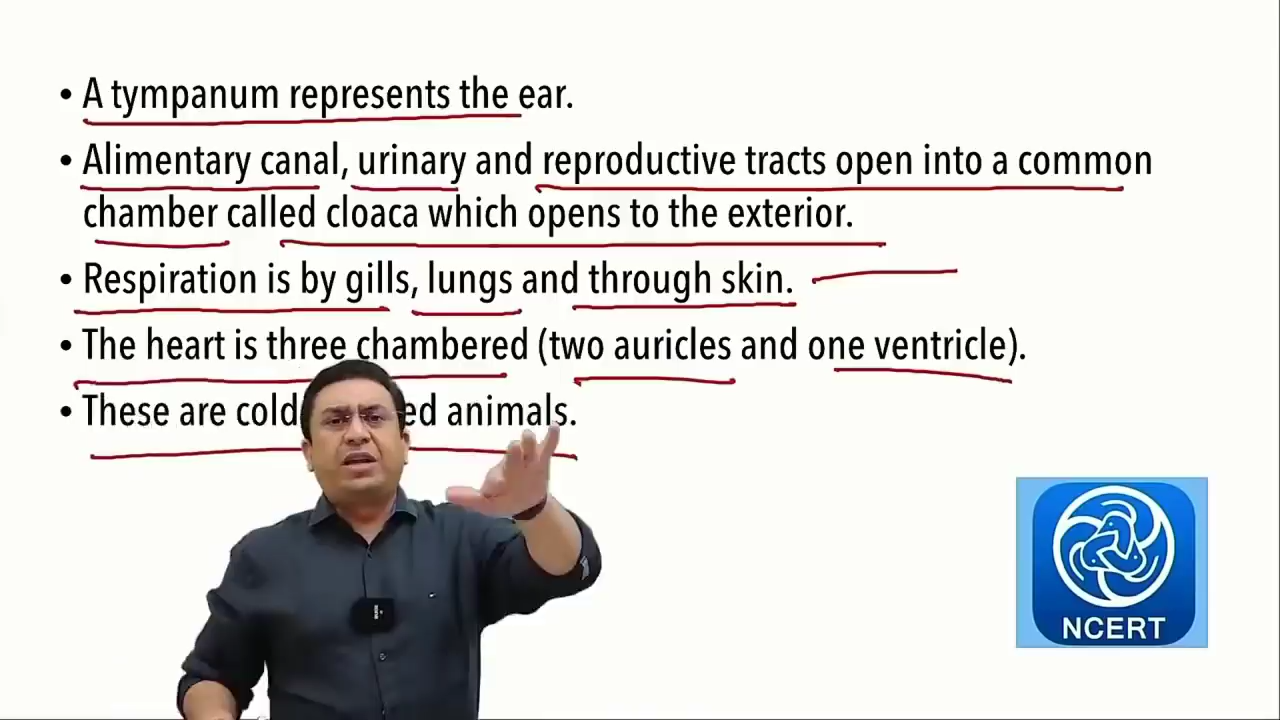 • A tympanum represents the ear.
• Alimentary canal, urinary and reproductive tracts open into a common
chamber called cloaca which opens to the exterior.
• Respiration is by gills, lungs and through skin.
• The heart is three chambered (two auricles and one ventricle).
• These are cold ed animals.
NCERT